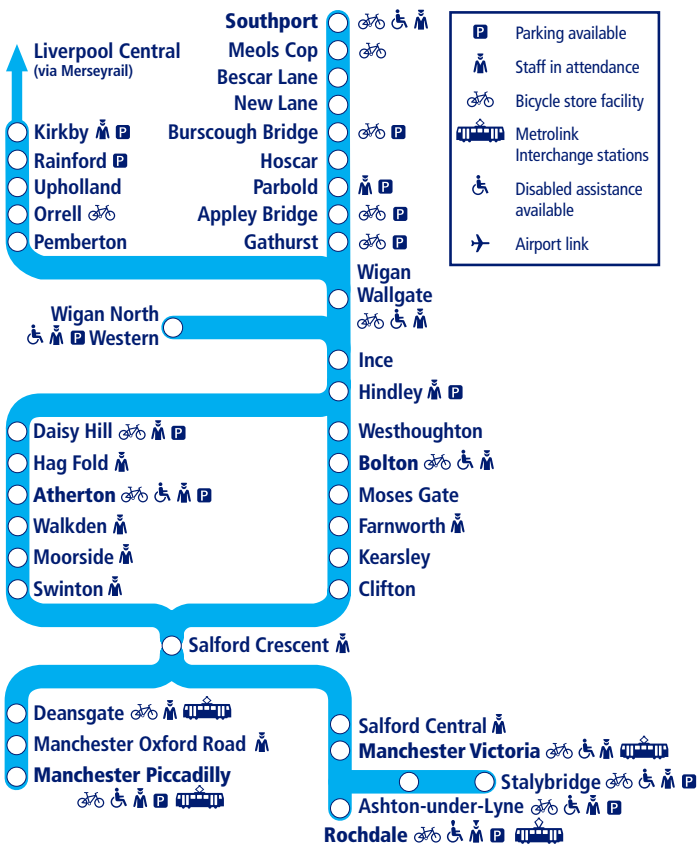 Southport
Meols Cop
Bescar Lane
New Lane
Burscough Bridge
Hoscar
Parbold
Appley Bridge
Gathurst
Liverpool Central
(via Merseyrail)
Kirkby P
Rainford P
Upholland
Orrell
Pemberton
P
P
P
P
P Parking available
Staff in attendance
Bicycle store facility
Metrolink
Interchange stations
Disabled assistance
available
Airport link
Wigan
Wallgate
Wigan North
P Western
Ince
Hindley P
Daisy Hill P
Hag Fold
Atherton P
Walkden
Moorside
Swinton
Westhoughton
Bolton
Moses Gate
Farnworth
Kearsley
Clifton
Salford Crescent
Deansgate
Manchester Oxford Road
Manchester Piccadilly
P
Salford Central
Manchester Victoria
Stalybridge P
Ashton-under-Lyne P
Rochdale P